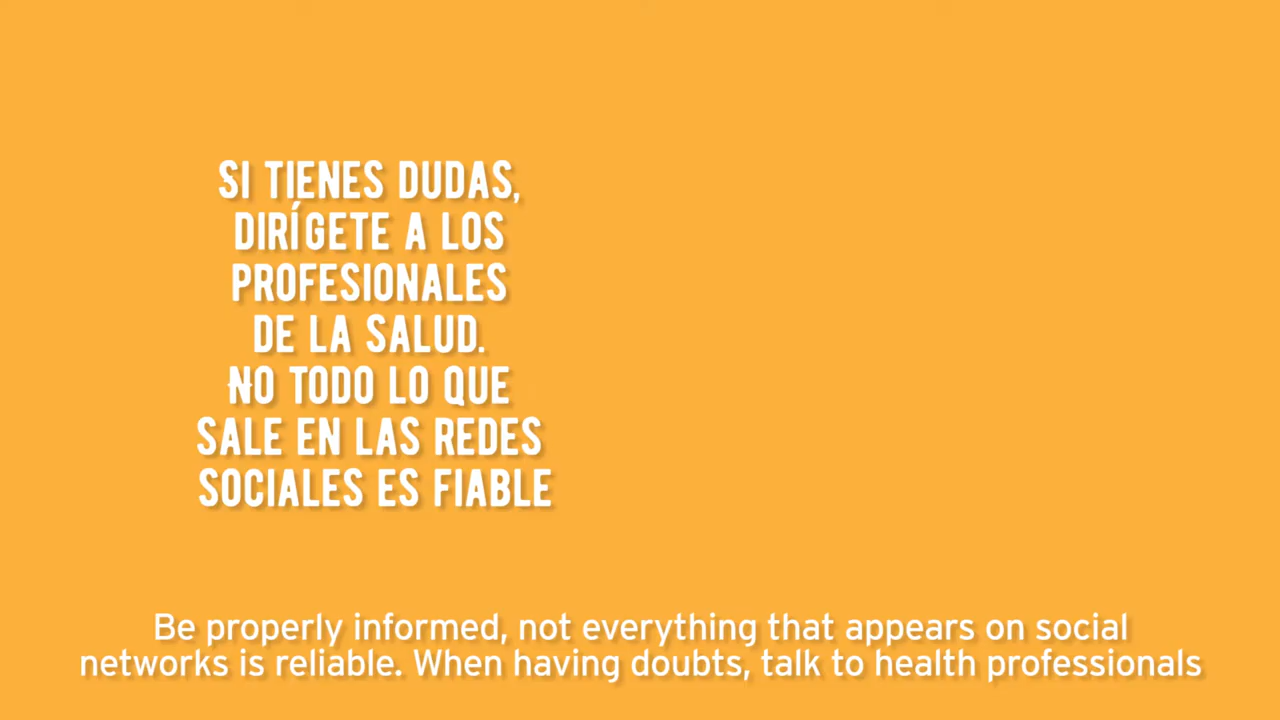 SI TIENES DUDAS,
DIRÍGETE A LOS
PROFESIONALES
DE LA SALUD.
NO TODO LO QUE
SALE EN LAS REDES
SOCIALES ES FIABLE
Be properly informed, not everything that appears on social
networks is reliable. When having doubts, talk to health professionals